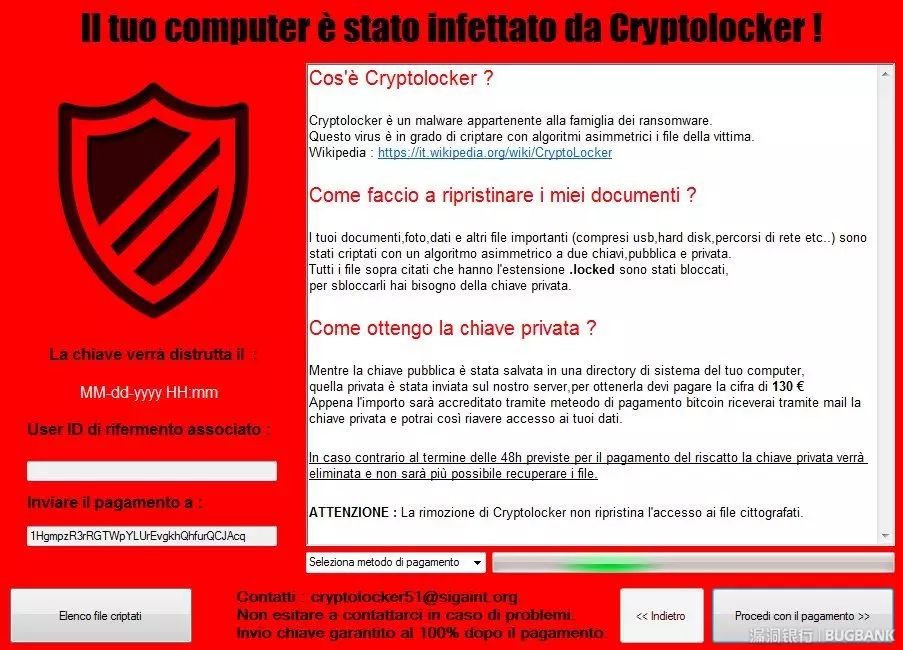 Il tuo computer è stato infettato da Cryptolocker !
Cos'è Cryptolocker ?
Cryptolocker è un malware appartenente alla famiglia dei ransomware.
Questo virus è in grado di criptare con algoritmi asimmetrici i file della vittima.
Wikipedia : https://it.wikipedia.org/wiki/CryptoLocker
Come faccio a ripristinare i miei documenti ?
I tuoi documenti,foto,dati e altri file importanti (compresi usb,hard disk,percorsi di rete etc..) sono
stati criptati con un algoritmo asimmetrico a due chiavi,pubblica e privata.
Tutti i file sopra citati che hanno l'estensione .locked sono stati bloccati,
per sbloccarli hai bisogno della chiave privata.
Come ottengo la chiave privata ?
Mentre la chiave pubblica è stata salvata in una directory di sistema del tuo computer,
quella privata è stata inviata sul nostro server,per ottenerla devi pagare la cifra di 130 €
Appena l'importo sarà accreditato tramite meteodo di pagamento bitcoin riceverai tramite mail la
chiave privata e potrai così riavere accesso ai tuoi dati.
In caso contrario al termine delle 48h previste per il pagamento del riscatto la chiave privata verrà
eliminata e non sarà più possibile recuperare i file.
ATTENZIONE : La rimozione di Cryptolocker non ripristina l'accesso ai file cittografati.
La chiave verrà distrutta il :
MM-dd-yyyy HH:mm
User ID di rifermento associato :
Inviare il pagamento a :
1HgmpzR3rRGTWpYLUrEvgkhQhfurQCJAcq
Seleziona metodo di pagamento
Elenco file criptati
Contatti : cryptolocker51@sigaint.org
Non esitare a contattarci in caso di problemi.
Invio chiave garantito al 100% dopo il pagamento.
<< Indietro
Procedi con il pagamento >>
漏洞银行 | BUGBANK